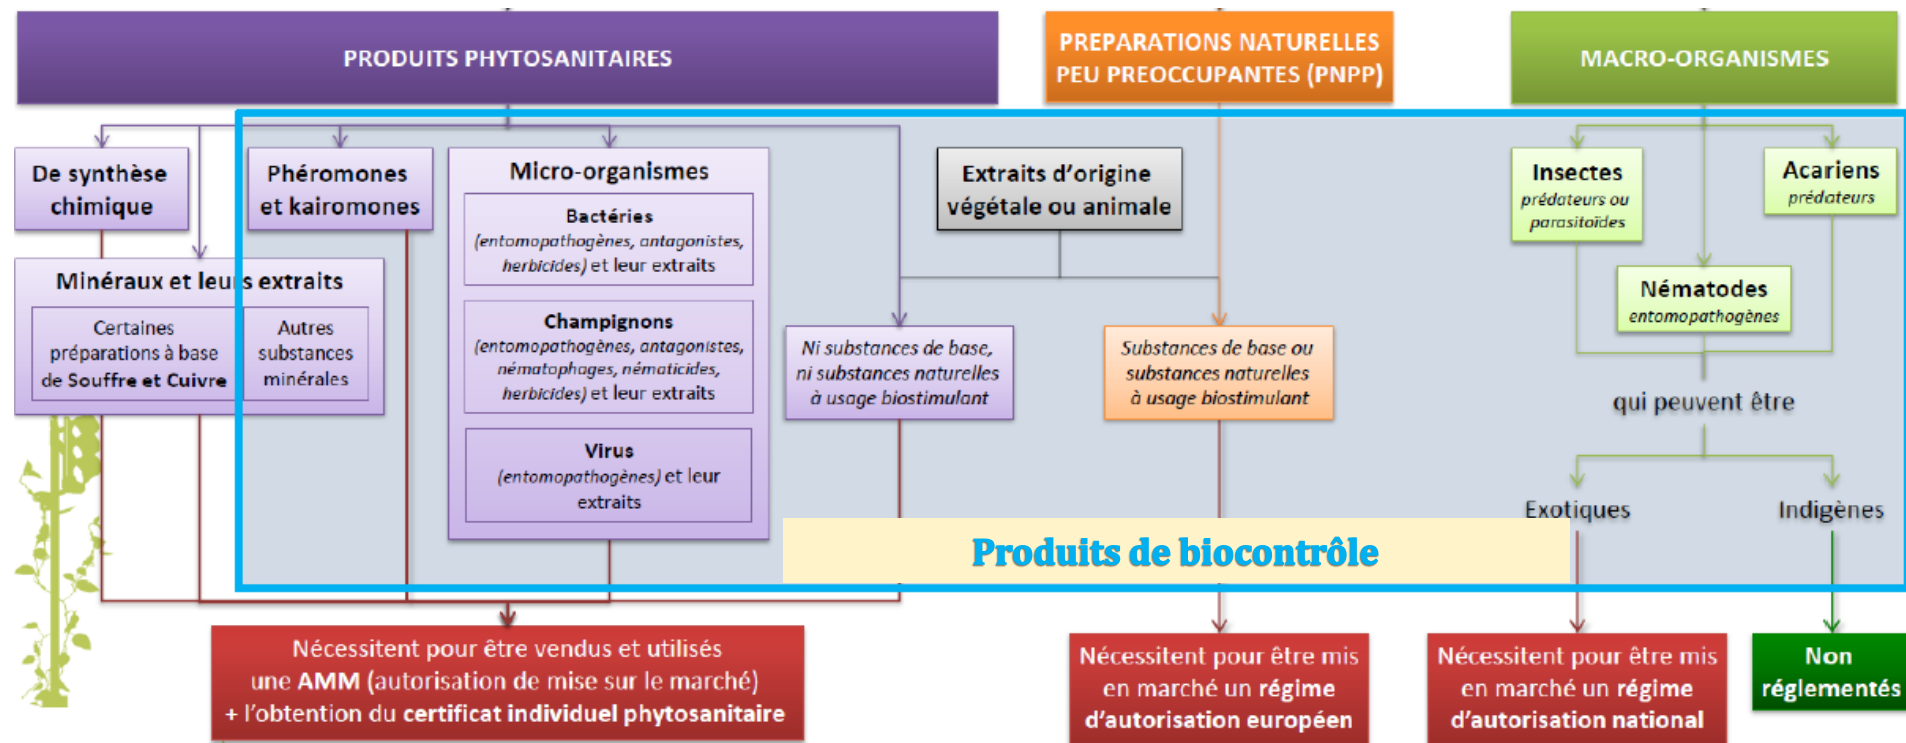 PRODUITS PHYTOSANITAIRES
PREPARATIONS NATURELLES
PEU PREOCCUPANTES (PNPP)
MACRO-ORGANISMES
De synthèse
chimique
Phéromones
et kairomones
Micro-organismes
Bactéries
(entomopathogènes, antagonistes,
herbicides) et leur extraits
Champignons
(entomopathogènes, antagonistes,
nématophages, nématicides,
herbicides) et leur extraits
Virus
(entomopathogènes) et leur
extraits
Minéraux et leurs extraits
Certaines
préparations à base
de Souffre et Cuivre
Autres
substances
minérales
Extraits d'origine
végétale ou animale
Ni substances de base,
ni substances naturelles
à usage biostimulant
Substances de base ou
substances naturelles
à usage biostimulant
Insectes
prédateurs ou
parasitoïdes
Acariens
prédateurs
Nématodes
entomopathogènes
qui peuvent être
Exotiques
Indigènes
Produits de biocontrôle
Nécessitent pour être vendus et utilisés
une AMM (autorisation de mise sur le marché)
+ l'obtention du certificat individuel phytosanitaire
Nécessitent pour être mis
en marché un régime
d'autorisation européen
Nécessitent pour être mis
en marché un régime
d'autorisation national
Non
réglementés